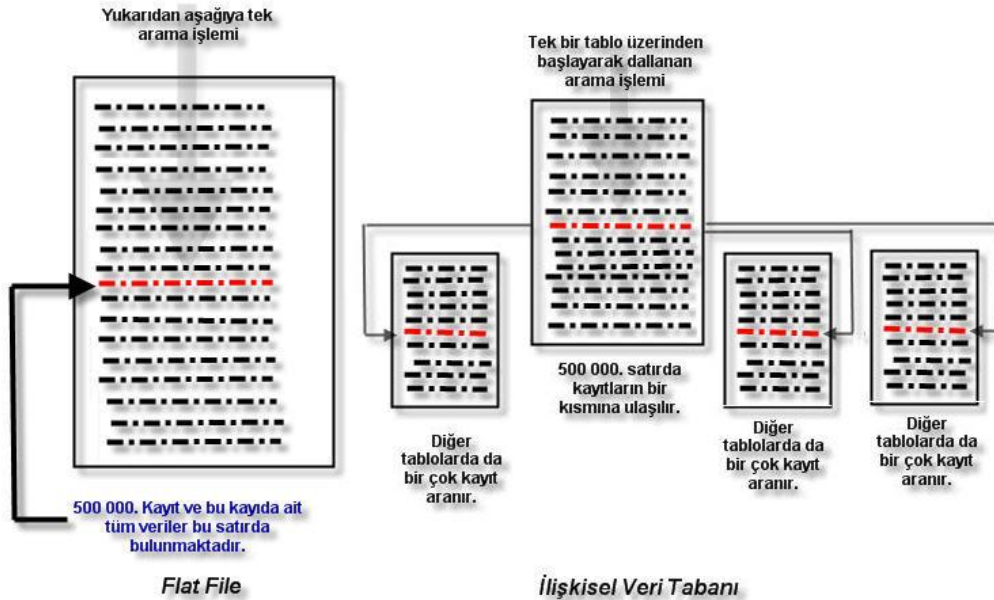 Yukarıdan aşağıya tek
arama işlemi
Tek bir tablo üzerinden
başlayarak dallanan
arama işlemi
500 000. satırda
kayıtların bir
kısmına ulaşılır.
Diğer
tablolarda da
bir çok kayıt
aranır.
Diğer
tablolarda da
bir çok kayıt
aranır.
Diğer
tablolarda da
bir çok kayıt
aranır.
500 000. Kayıt ve bu kayıda ait
tüm veriler bu satırda
bulunmaktadır.
Flat File
İlişkisel Veri Tabanı